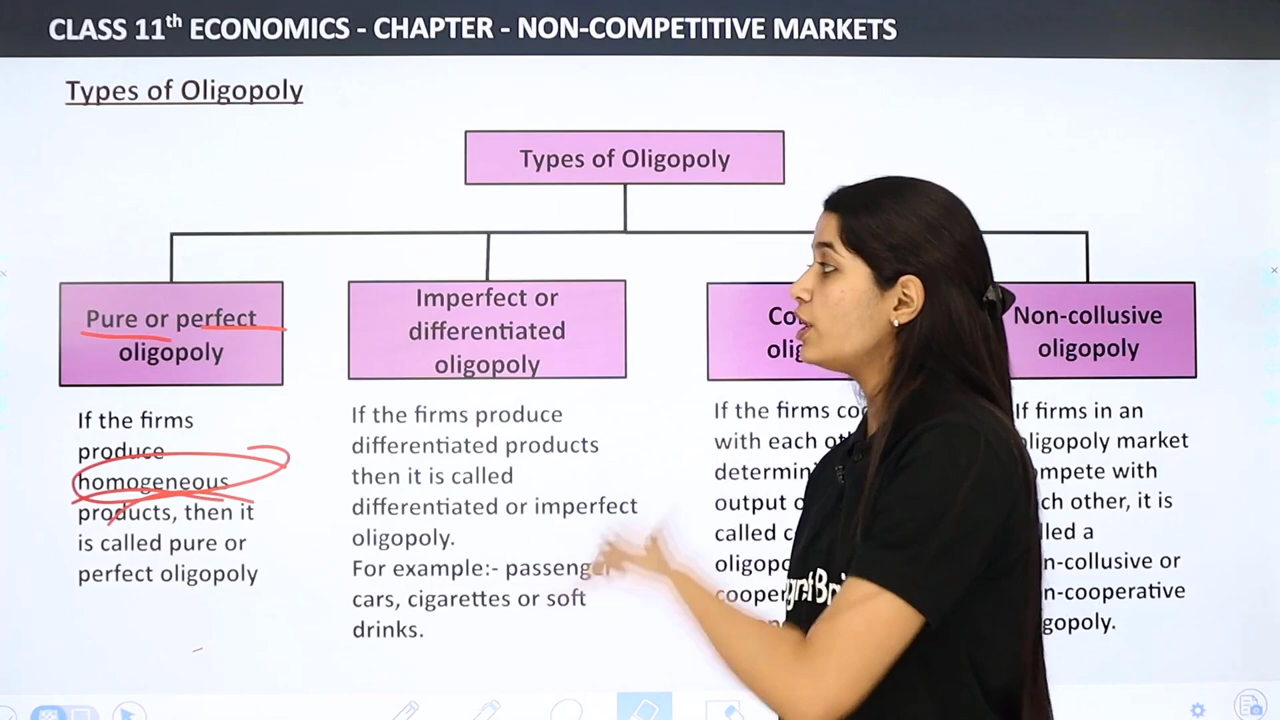 CLASS 11th ECONOMICS - CHAPTER - NON-COMPETITIVE MARKETS
Types of Oligopoly
Types of Oligopoly
Pure or perfect
oligopoly
Imperfect or
differentiated
oligopoly
Non-collusive
oligopoly
If the firms
produce
homogeneous
products, then it
is called pure or
perfect oligopoly
If the firms produce
differentiated products
then it is called
differentiated or imperfect
oligopoly.
For example:- passenger
cars, cigarettes or soft
drinks.
If the firms
with each
output
called
If firms in an
oligopoly market
compete with
each other, it is
called a
non-collusive or
non-cooperative
oligopoly.